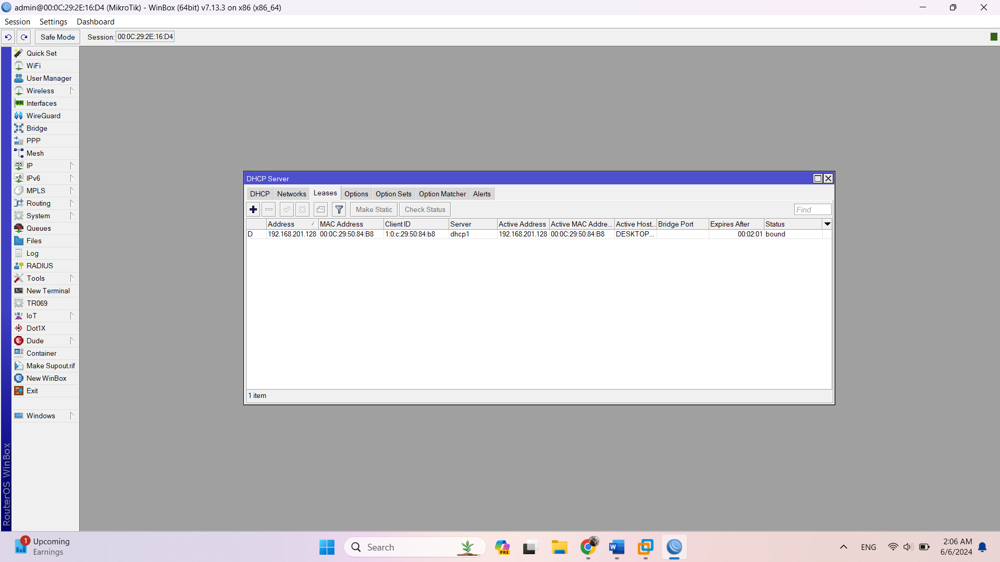 admin@00:0C:29:2E:16:D4 (MikroTik) - WinBox (64bit) v7.13.3 on x86 (x86_64)
Session Settings Dashboard
Safe Mode Session: 00:0C:29:2E:16:D4
Quick Set
WiFi
User Manager
Wireless
Interfaces
WireGuard
Bridge
PPP
Mesh
IP
IPv6
MPLS
Routing
System
Queues
Files
Log
RADIUS
Tools
New Terminal
TR069
IoT
Dot1X
Dude
Container
Make Supout.rif
New WinBox
Exit
Windows
RouterOS WinBox
DHCP Server
DHCP Networks Leases Options Option Sets Option Matcher Alerts
Make Static Check Status Find
Address MAC Address Client ID Server Active Address Active MAC Addre... Active Host... Bridge Port Expires After Status
D 192.168.201.128 00:0C:29:50:84:B8 1:0:c:29:50:84:b8 dhcp1 192.168.201.128 00:0C:29:50:84:B8 DESKTOP... 00:02:01 bound
1 item
1
Upcoming
Earnings
Search
PRE
ENG
2:06 AM
6/6/2024